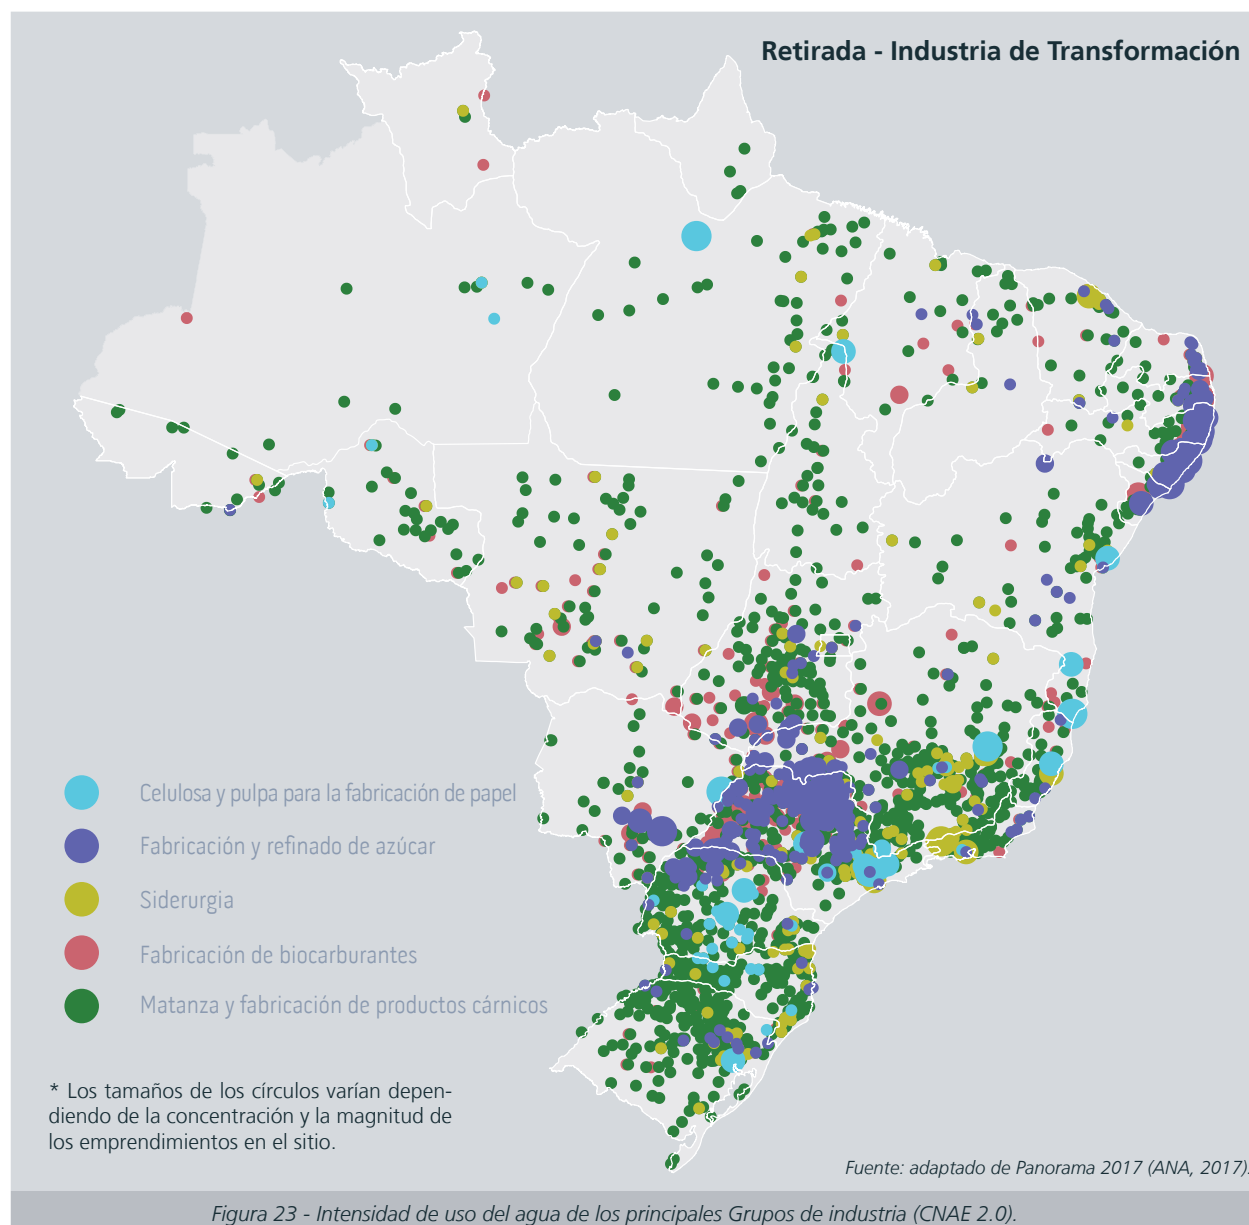 Retirada - Industria de Transformación
Celulosa y pulpa para la fabricación de papel
Fabricación y refinado de azúcar
Siderurgia
Fabricación de biocarburantes
Matanza y fabricación de productos cárnicos
* Los tamaños de los círculos varían depen-
diendo de la concentración y la magnitud de
los emprendimientos en el sitio.
Fuente: adaptado de Panorama 2017 (ANA, 2017).
Figura 23 - Intensidad de uso del agua de los principales Grupos de industria (CNAE 2.0).